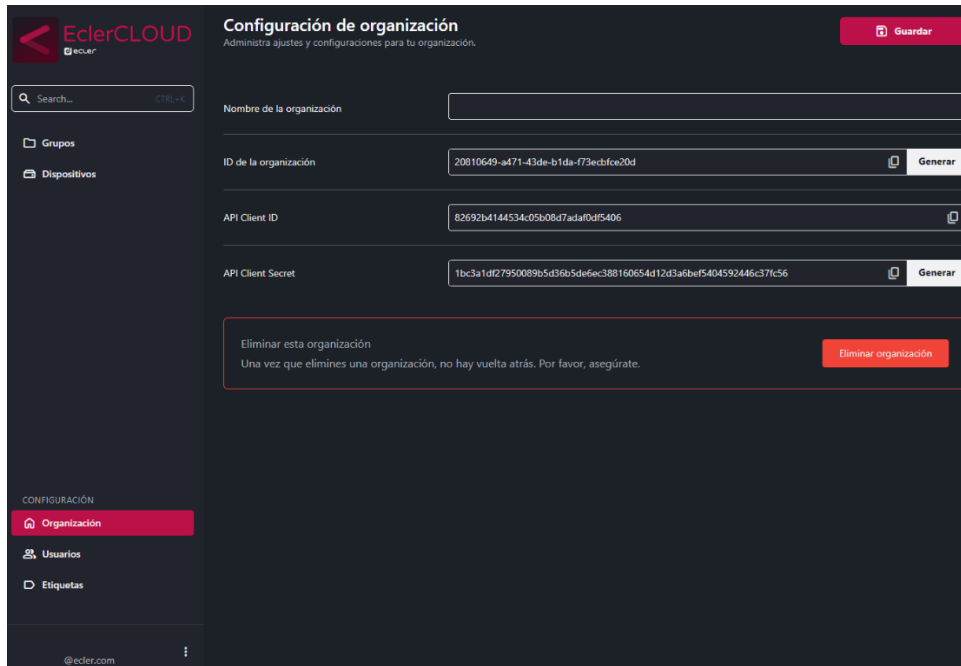 EclerCLOUD
ecler
Search... CTRL+K
Grupos
Dispositivos
CONFIGURACIÓN
Organización
Usuarios
Etiquetas
@ecler.com
Configuración de organización
Administra ajustes y configuraciones para tu organización.
Guardar
Nombre de la organización
ID de la organización
20810649-a471-43de-b1da-f73ecbfce20d
Generar
API Client ID
82692b4144534c05b08d7adaf0df5406
API Client Secret
1bc3a1df27950089b5d36b5de6ec388160654d12d3a6bef5404592446c37fc56
Generar
Eliminar esta organización
Una vez que elimines una organización, no hay vuelta atrás. Por favor, asegúrate.
Eliminar organización